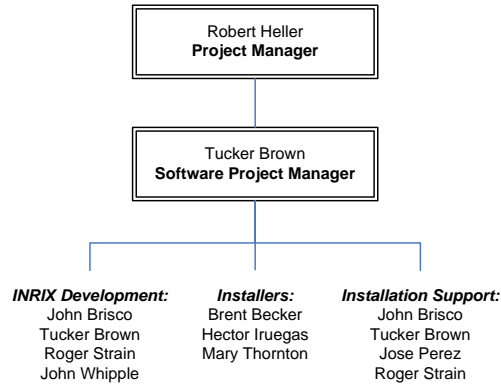 Robert Heller
Project Manager
Tucker Brown
Software Project Manager
INRIX Development:
John Brisco
Tucker Brown
Roger Strain
John Whipple
Installers:
Brent Becker
Hector Iruegas
Mary Thornton
Installation Support:
John Brisco
Tucker Brown
Jose Perez
Roger Strain